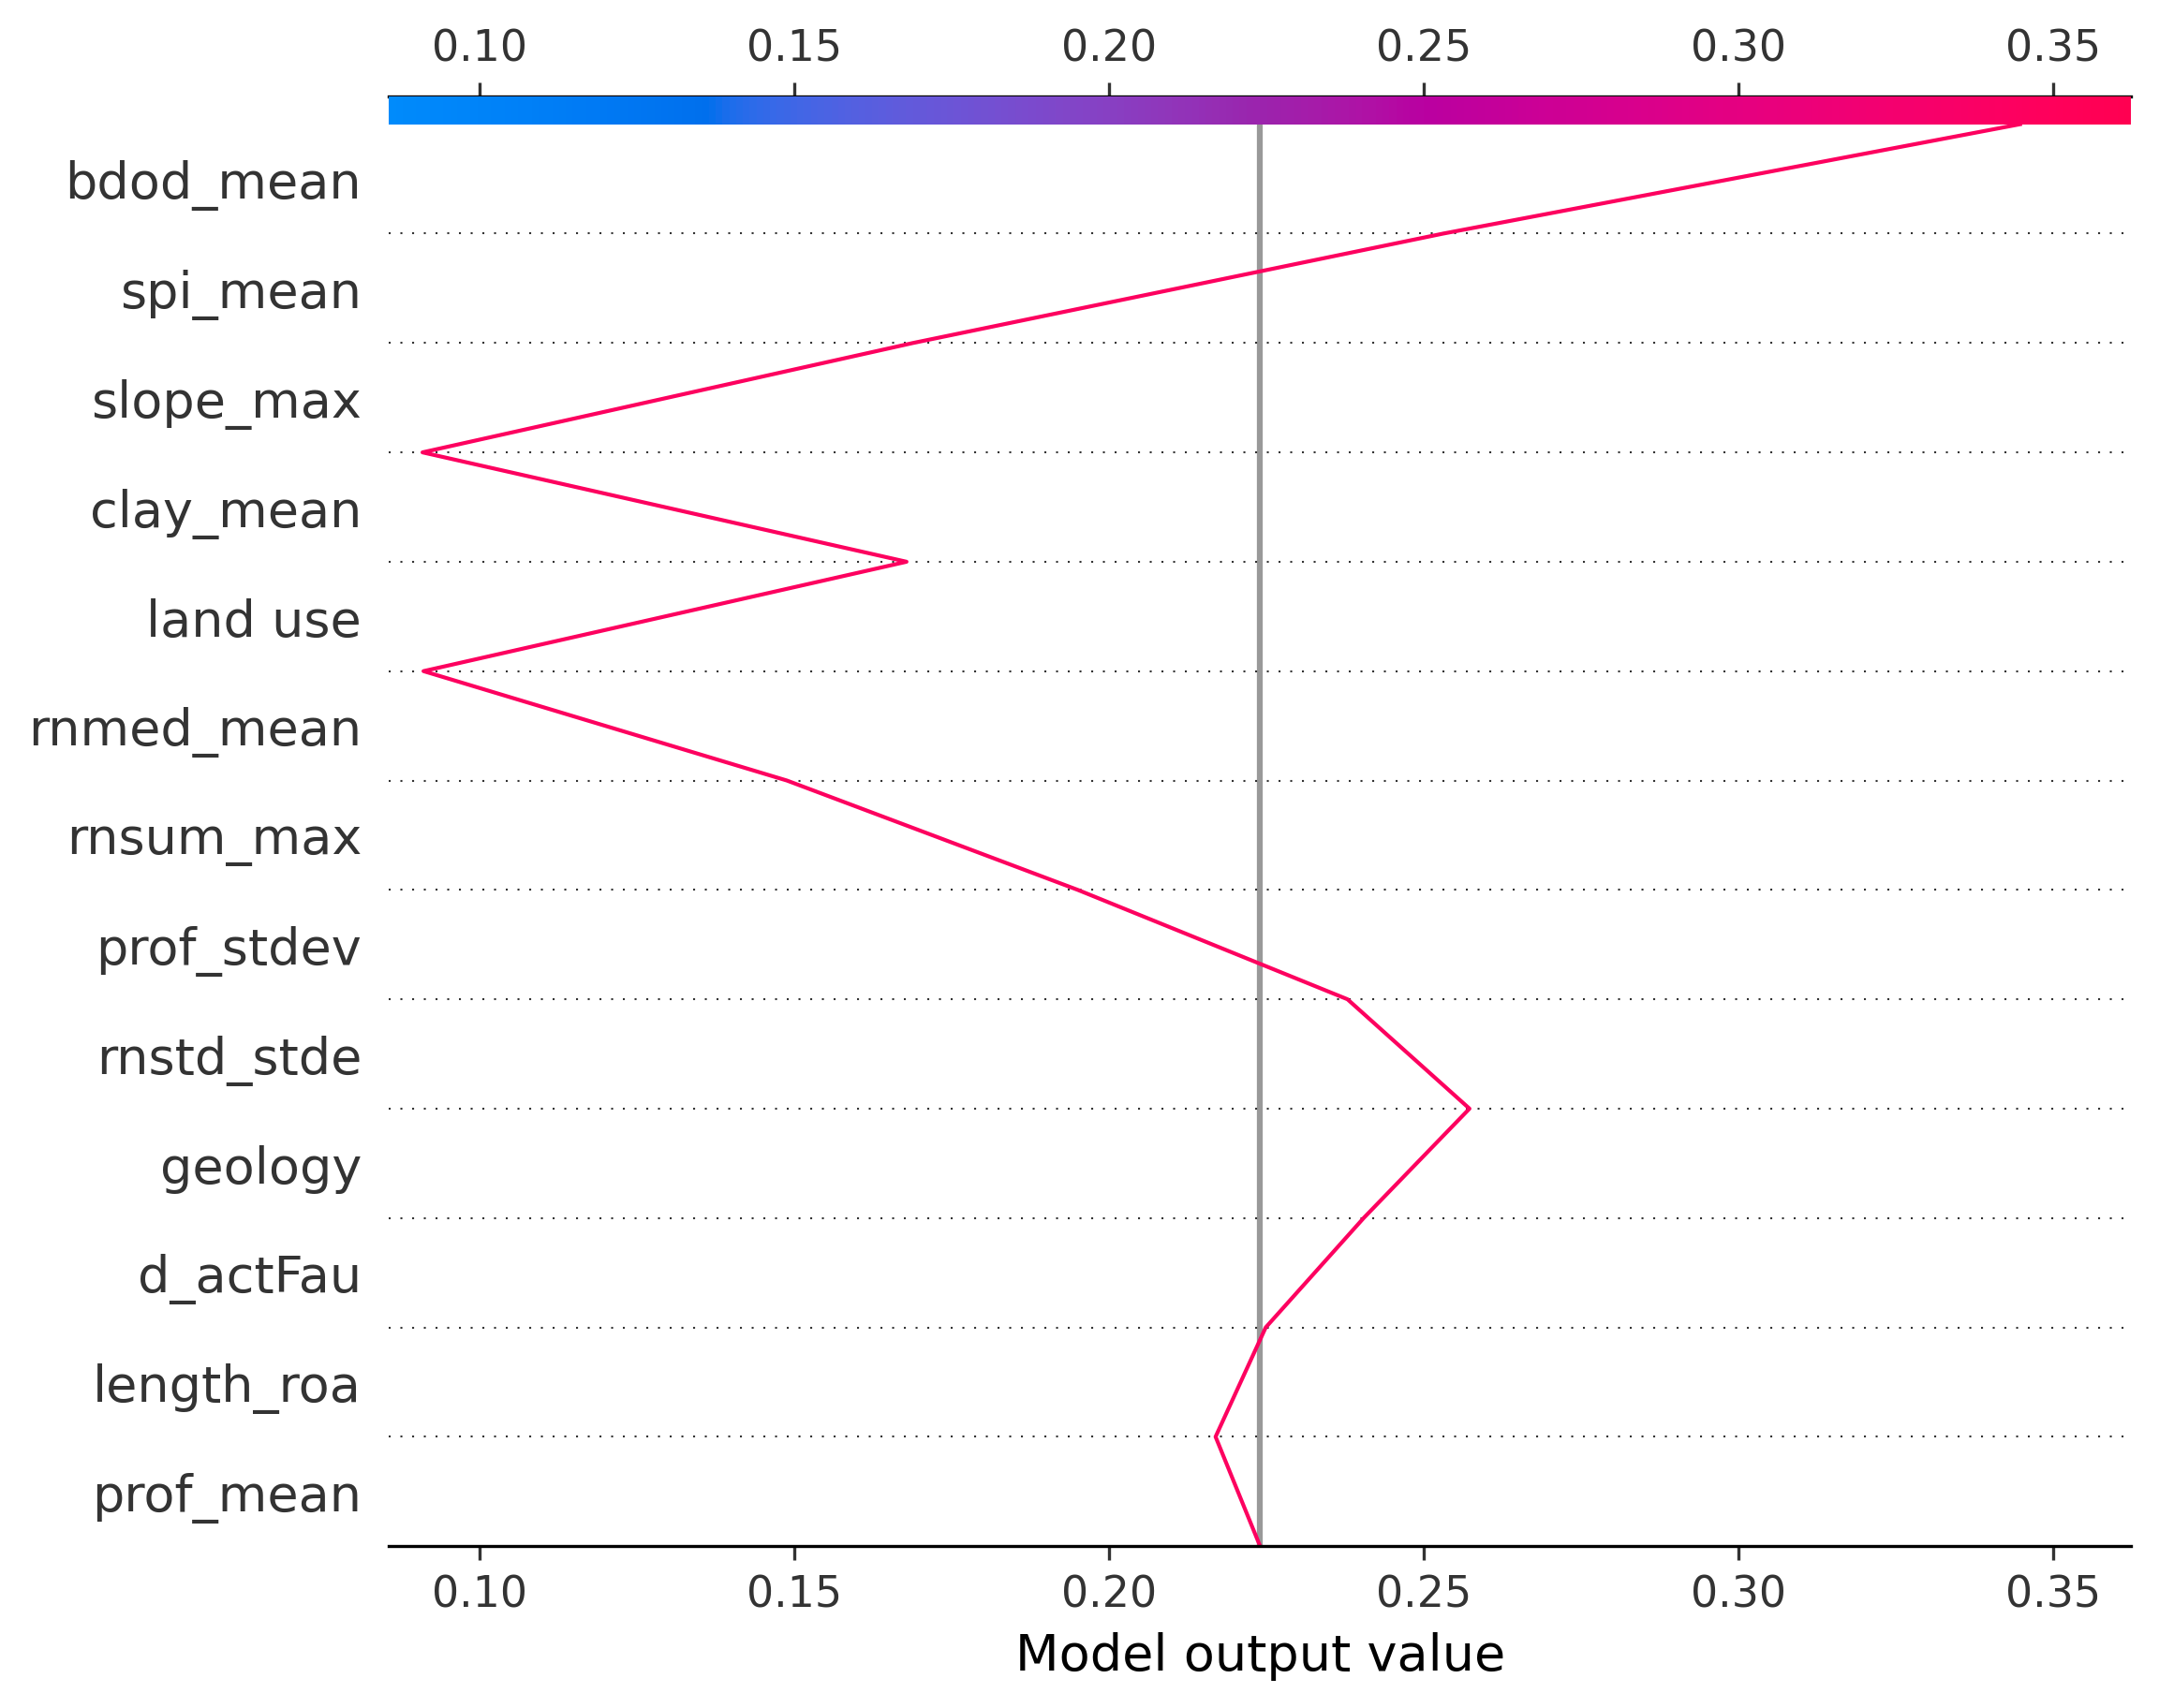 0.10 0.15 0.20 0.25 0.30 0.35
bdod_mean
spi_mean
slope_max
clay_mean
land use
rnmed_mean
rnsum_max
prof_stdev
rnstd_stde
geology
d_actFau
length_roa
prof_mean
0.10 0.15 0.20 0.25 0.30 0.35
Model output value